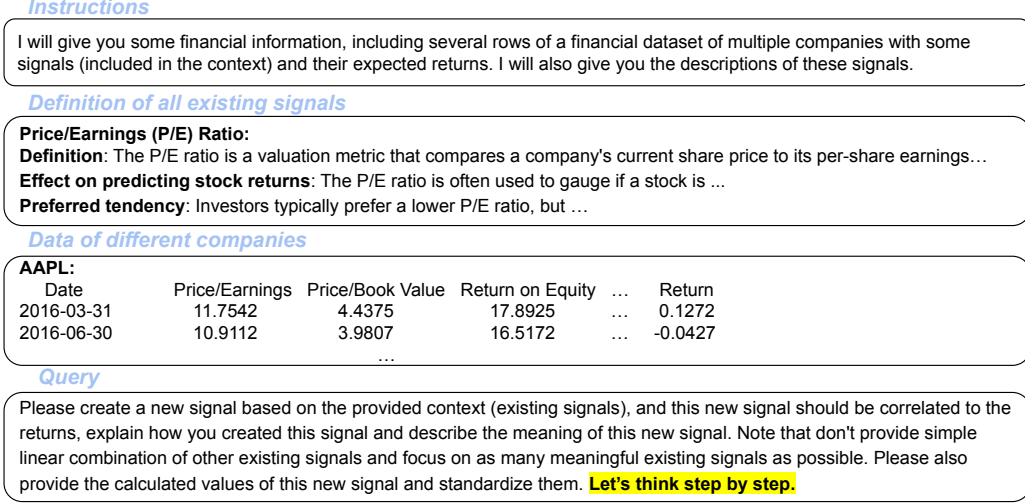 Instructions
I will give you some financial information, including several rows of a financial dataset of multiple companies with some
signals (included in the context) and their expected returns. I will also give you the descriptions of these signals.
Definition of all existing signals
Price/Earnings (P/E) Ratio:
Definition: The P/E ratio is a valuation metric that compares a company's current share price to its per-share earnings…
Effect on predicting stock returns: The P/E ratio is often used to gauge if a stock is ...
Preferred tendency: Investors typically prefer a lower P/E ratio, but …
Data of different companies
AAPL:
Date Price/Earnings Price/Book Value Return on Equity … Return
2016-03-31 11.7542 4.4375 17.8925 … 0.1272
2016-06-30 10.9112 3.9807 16.5172 … -0.0427
…
Query
Please create a new signal based on the provided context (existing signals), and this new signal should be correlated to the
returns, explain how you created this signal and describe the meaning of this new signal. Note that don't provide simple
linear combination of other existing signals and focus on as many meaningful existing signals as possible. Please also
provide the calculated values of this new signal and standardize them. Let's think step by step.